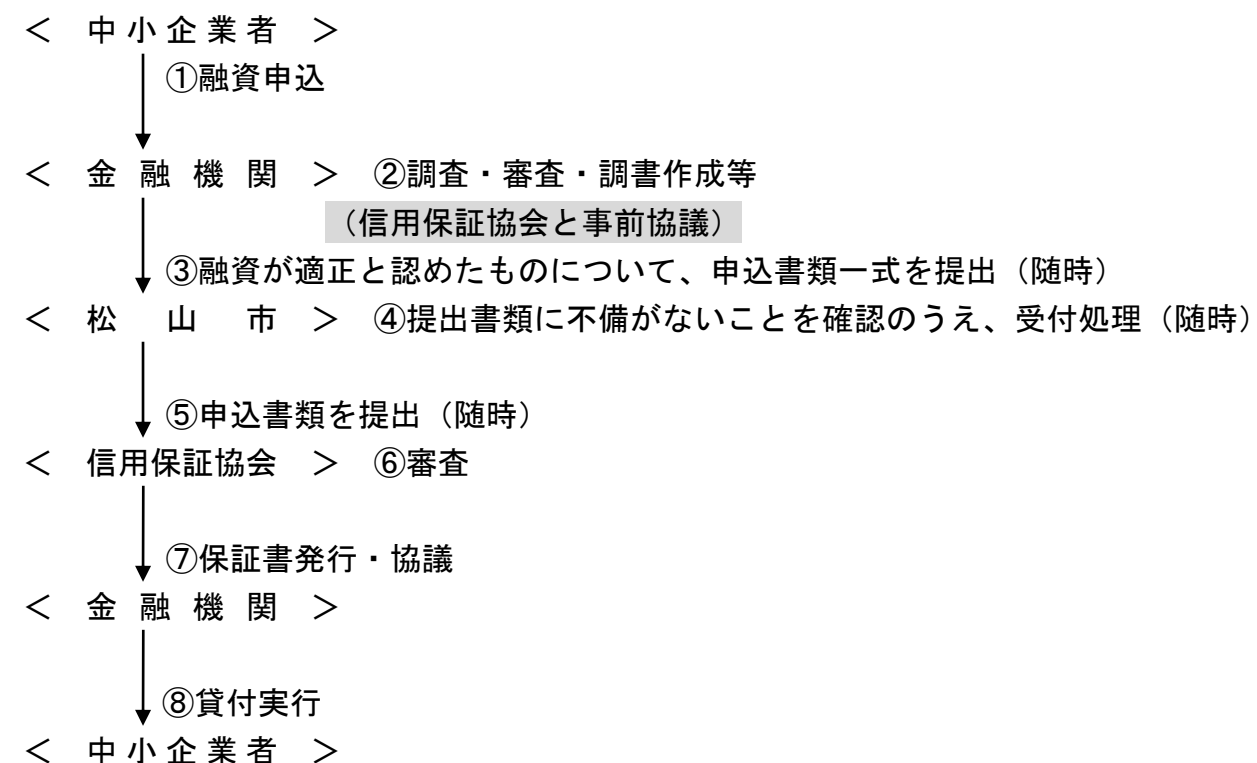 ＜ 中小企業者 ＞
①融資申込
＜ 金融機関 ＞ ②調査・審査・調書作成等
（信用保証協会と事前協議）
③融資が適正と認めたものについて、申込書類一式を提出（随時）
＜ 松山市 ＞ ④提出書類に不備がないことを確認のうえ、受付処理（随時）
⑤申込書類を提出（随時）
＜ 信用保証協会 ＞ ⑥審査
⑦保証書発行・協議
＜ 金融機関 ＞
⑧貸付実行
＜ 中小企業者 ＞